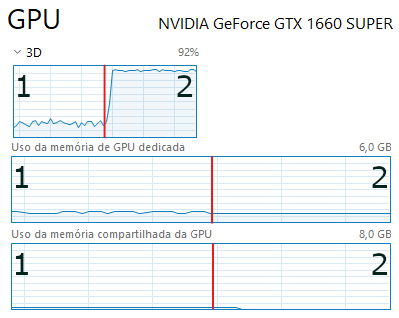 GPU
NVIDIA GeForce GTX 1660 SUPER
3D
92%
1
2
Uso da memória de GPU dedicada
6,0 GB
1
2
Uso da memória compartilhada da GPU
8,0 GB
1
2